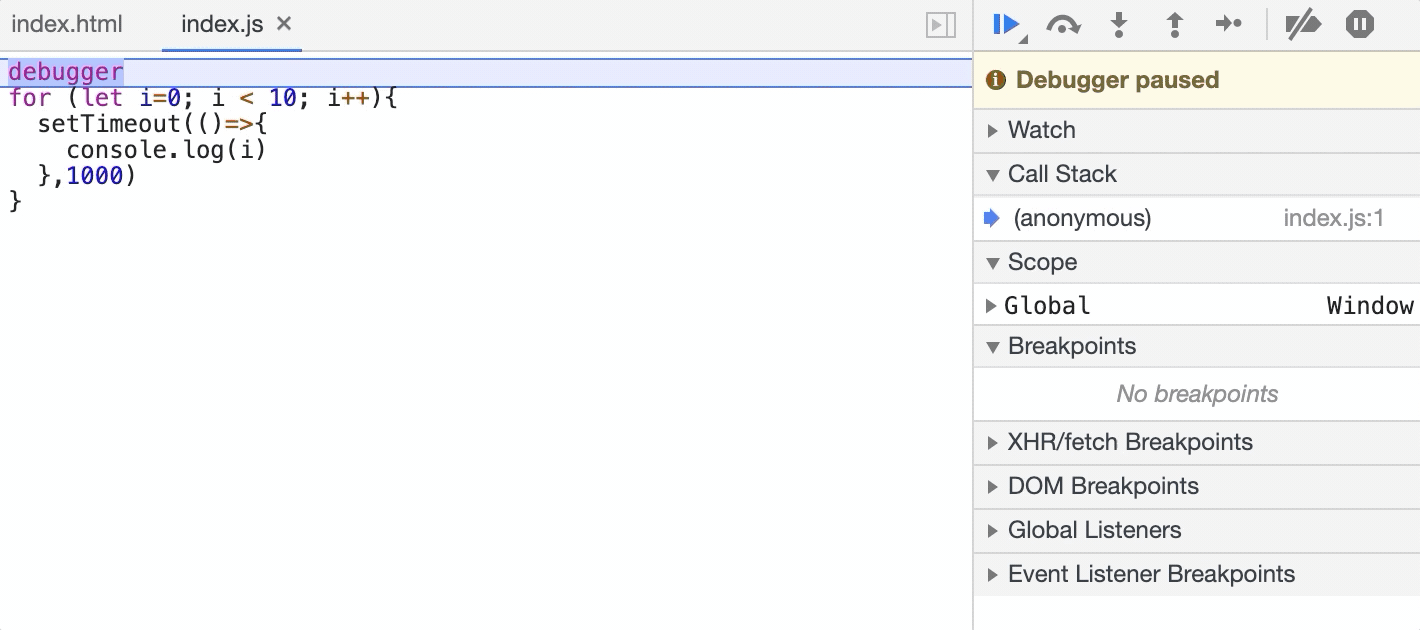 index.html index.js ×
debugger
for (let i=0; i < 10; i++){
  setTimeout(()=>{
    console.log(i)
  },1000)
}
Debugger paused
Watch
Call Stack
(anonymous) index.js:1
Scope
Global Window
Breakpoints
No breakpoints
XHR/fetch Breakpoints
DOM Breakpoints
Global Listeners
Event Listener Breakpoints